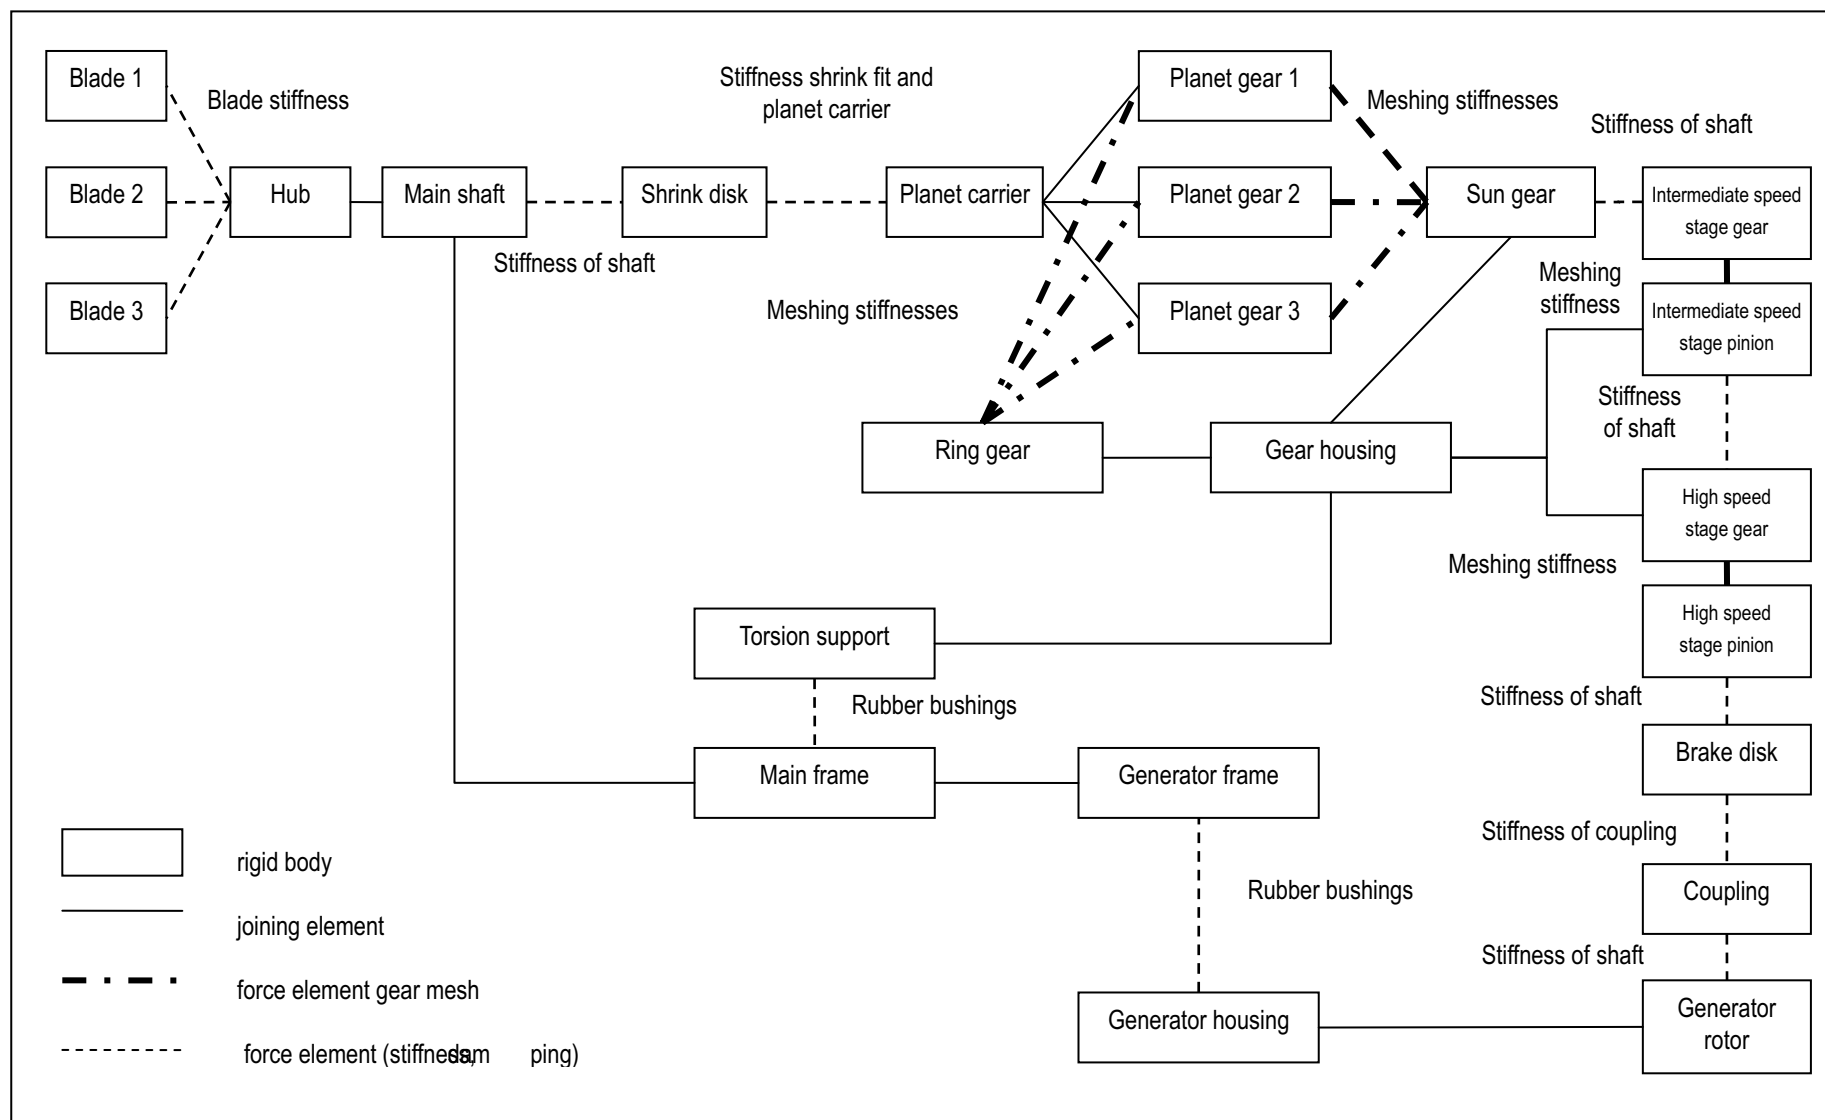 Blade 1
Blade stiffness
Stiffness shrink fit and
planet carrier
Planet gear 1
Meshing stiffnesses
Stiffness of shaft
Blade 2
Hub
Main shaft
Shrink disk
Planet carrier
Planet gear 2
Sun gear
Intermediate speed
stage gear
Stiffness of shaft
Meshing
stiffness
Blade 3
Meshing stiffnesses
Planet gear 3
Intermediate speed
stage pinion
Stiffness
of shaft
Ring gear
Gear housing
High speed
stage gear
Meshing stiffness
Torsion support
High speed
stage pinion
Rubber bushings
Stiffness of shaft
Main frame
Generator frame
Brake disk
Stiffness of coupling
rigid body
Rubber bushings
Coupling
joining element
Stiffness of shaft
force element gear mesh
Generator housing
Generator
rotor
force element (stiffness, damping)